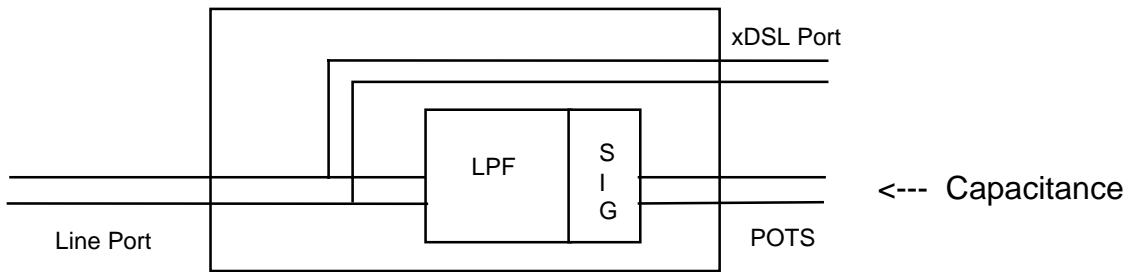 xDSL Port
LPF
S
I
G
<--- Capacitance
Line Port
POTS